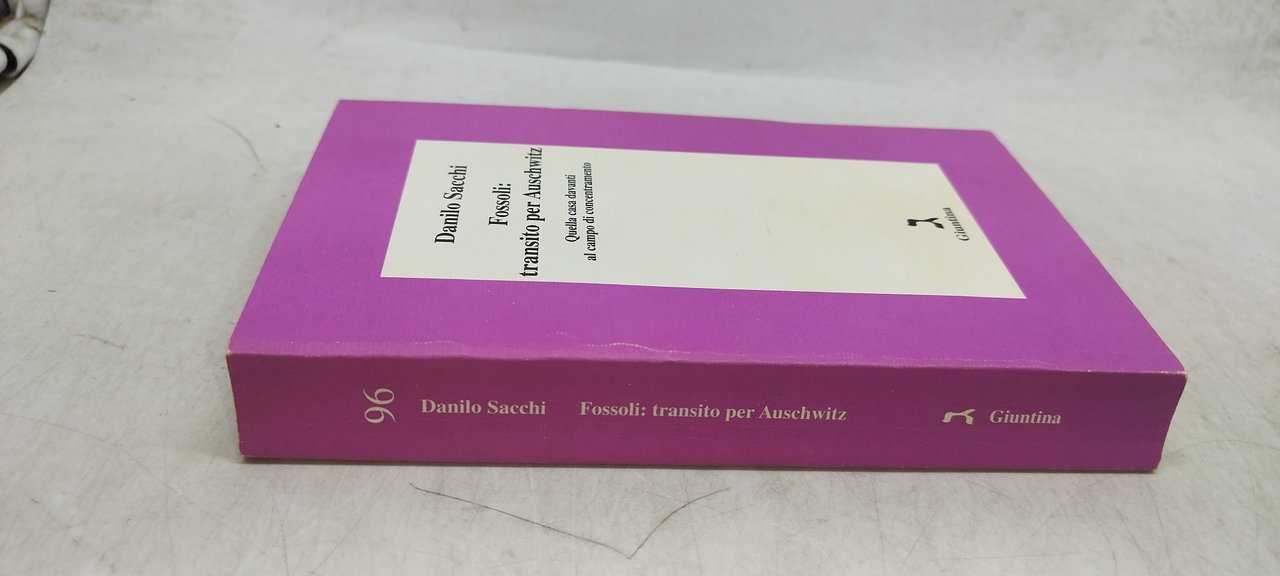 Danilo Sacchi
Fossoli:
transito per Auschwitz
Quella casa davanti
al campo di concentramento
Giuntina
96
Danilo Sacchi
Fossoli: transito per Auschwitz
Giuntina